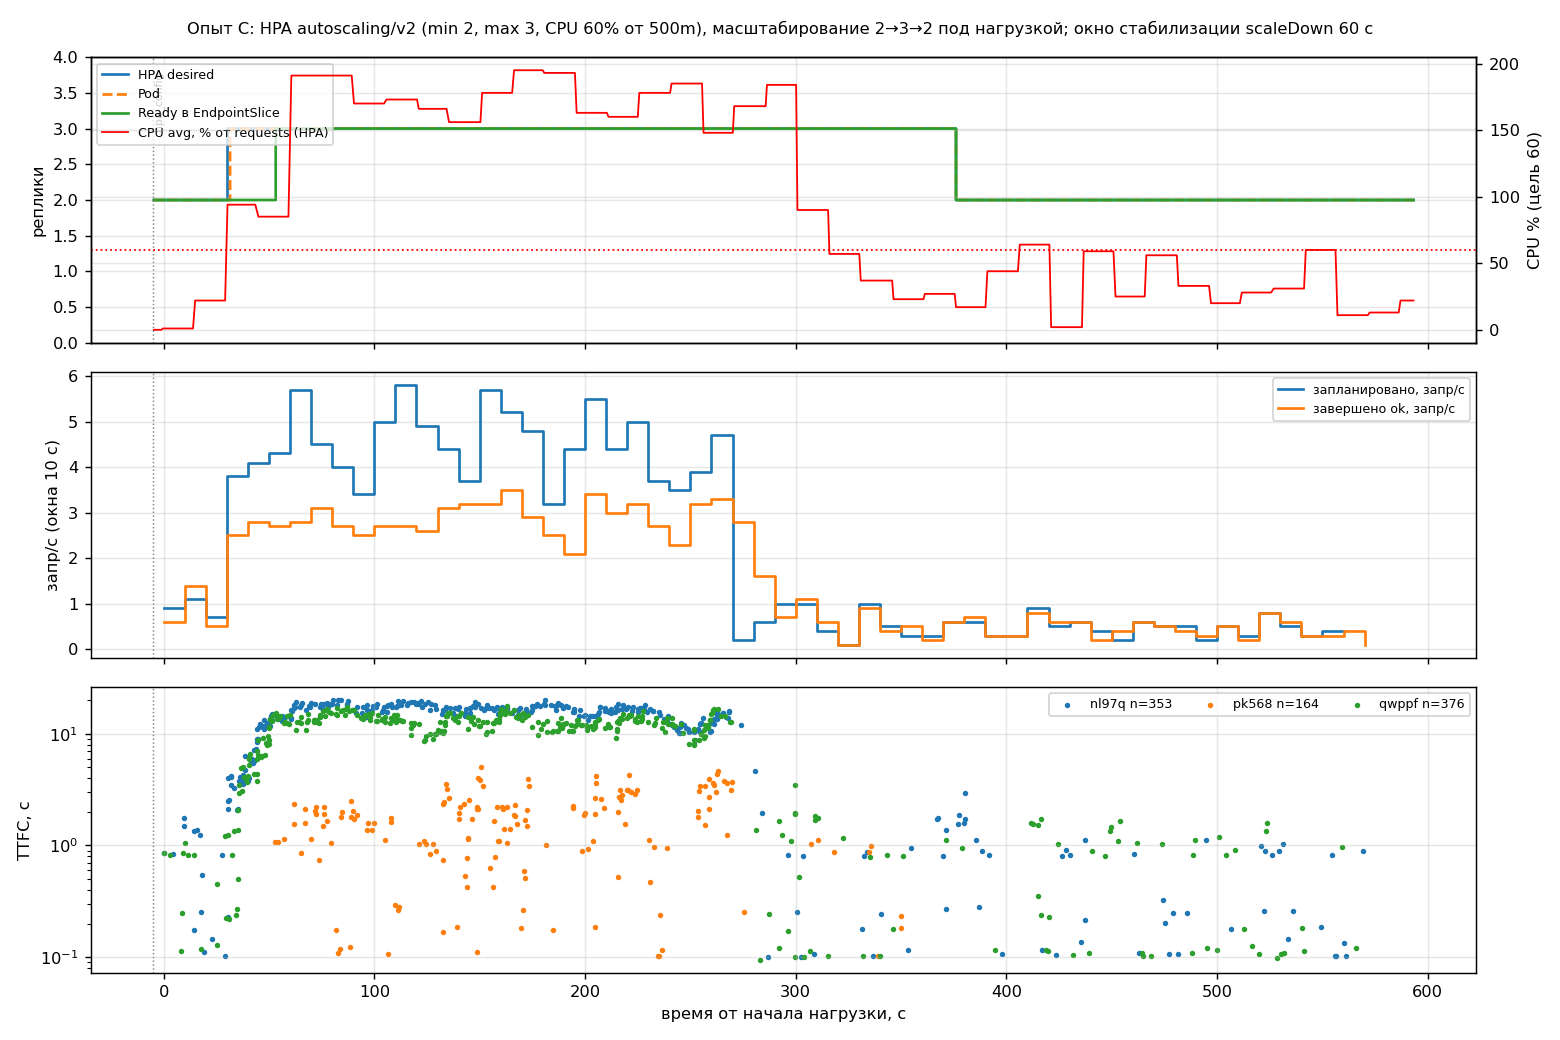 Опыт C: HPA autoscaling/v2 (min 2, max 3, CPU 60% от 500m), масштабирование 2→3→2 под нагрузкой; окно стабилизации scaleDown 60 с
HPA desired
Pod
Ready в EndpointSlice
CPU avg, % от requests (HPA)
4.0
3.5
3.0
2.5
2.0
1.5
1.0
0.5
0.0
реплики
200
150
100
50
0
CPU % (цель 60)
запланировано, запр/с
завершено ok, запр/с
6
5
4
3
2
1
0
запр/с (окна 10 с)
nl97q n=353
pk568 n=164
qwppf n=376
10¹
10⁰
10⁻¹
TTFC, с
0
100
200
300
400
500
600
время от начала нагрузки, с